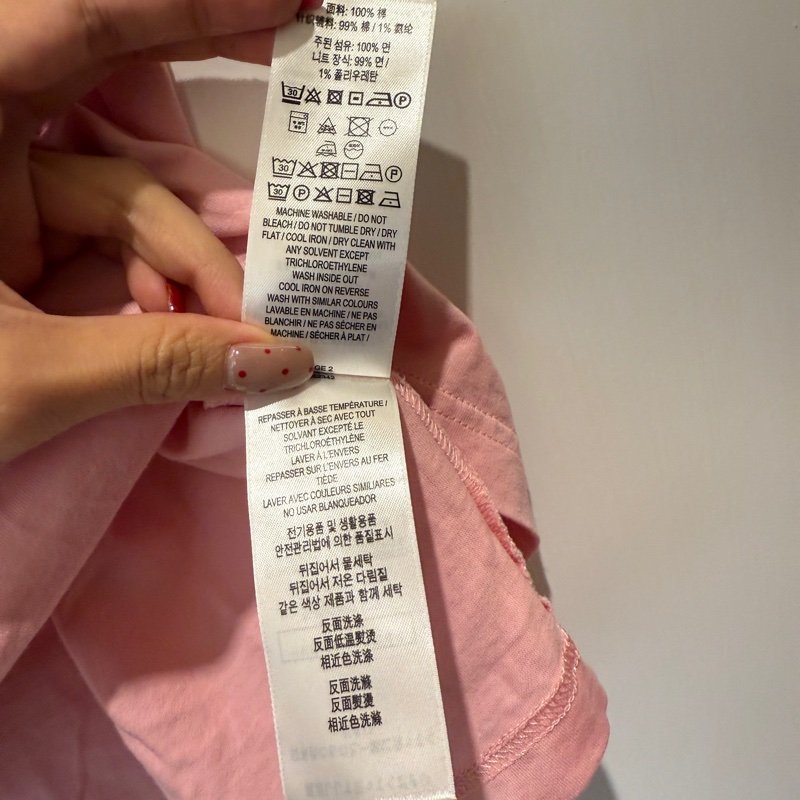 面料: 100% 棉
针织辅料: 99% 棉 / 1% 氨纶
주된 섬유: 100% 면
니트 장식: 99% 면 /
1% 폴리우레탄
30 P
30 P
30 P
MACHINE WASHABLE / DO NOT
BLEACH / DO NOT TUMBLE DRY / DRY
FLAT / COOL IRON / DRY CLEAN WITH
ANY SOLVENT EXCEPT
TRICHLOROETHYLENE
WASH INSIDE OUT
COOL IRON ON REVERSE
WASH WITH SIMILAR COLOURS
LAVABLE EN MACHINE / NE PAS
BLANCHIR / NE PAS SÉCHER EN
MACHINE / SÉCHER À PLAT /
GE 2
REPASSER À BASSE TEMPÉRATURE /
NETTOYER À SEC AVEC TOUT
SOLVANT EXCEPTÉ LE
TRICHLOROÉTHYLÈNE
LAVER À L'ENVERS
REPASSER SUR L'ENVERS AU FER
TIÈDE
LAVER AVEC COULEURS SIMILIARES
NO USAR BLANQUEADOR
전기용품 및 생활용품
안전관리법에 의한 품질표시
뒤집어서 물세탁
뒤집어서 저온 다림질
같은 색상 제품과 함께 세탁
反面洗涤
反面低温熨烫
相近色洗涤
反面洗滌
反面熨燙
相近色洗滌